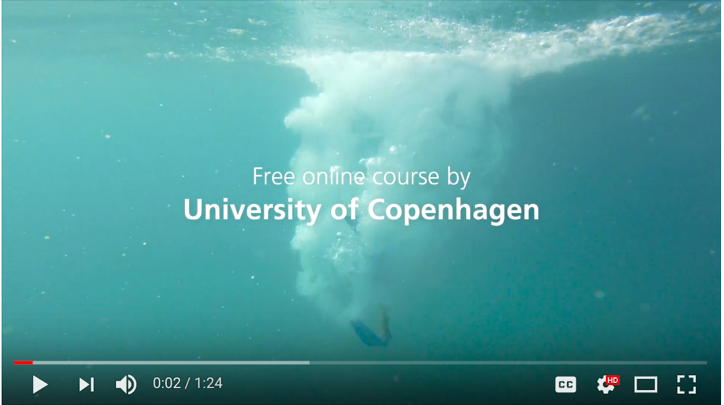 Free online course by
University of Copenhagen
0:02 / 1:24
CC
HD